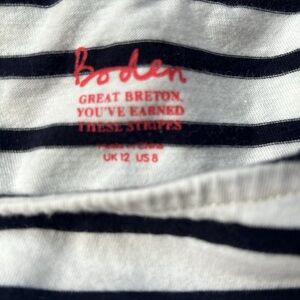 Boden
GREAT BRETON,
YOU'VE EARNED
THESE STRIPES
UK 12 US 8